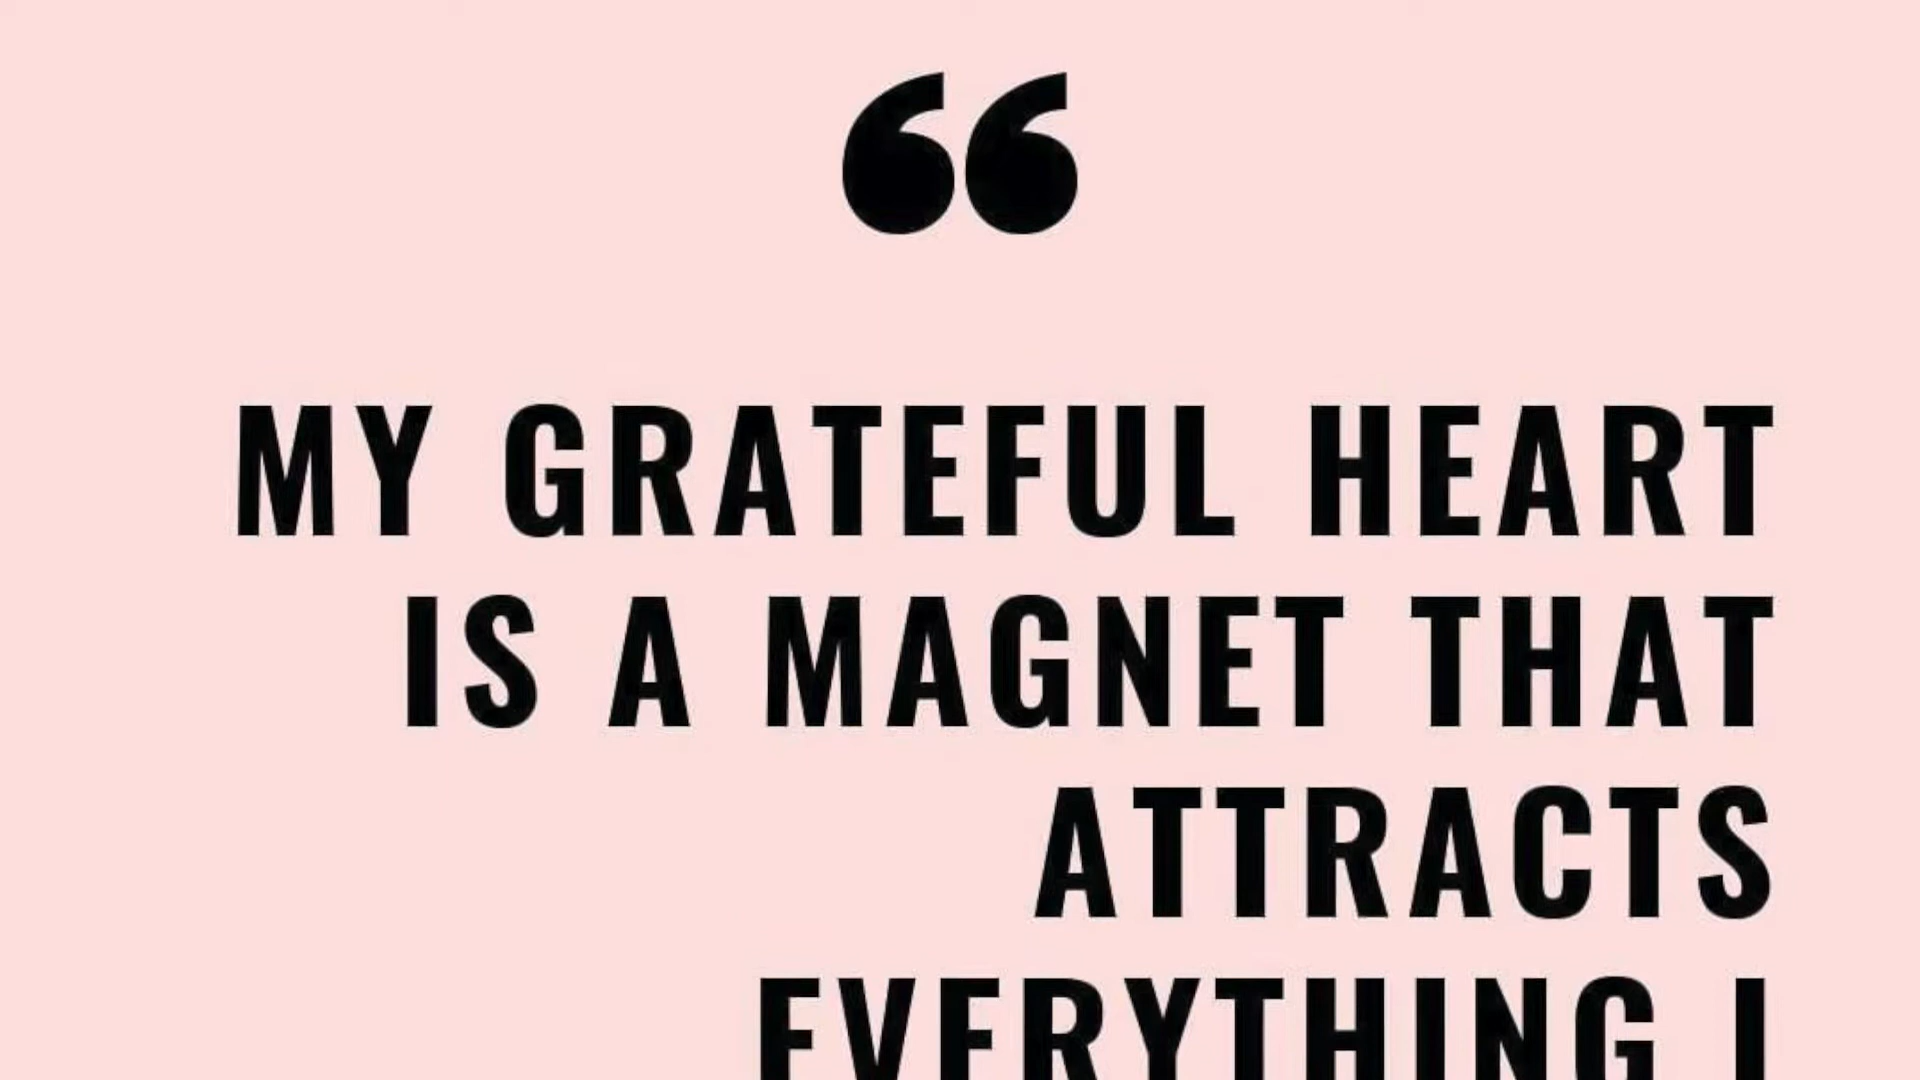 “
MY GRATEFUL HEART
IS A MAGNET THAT
ATTRACTS
EVERYTHING I